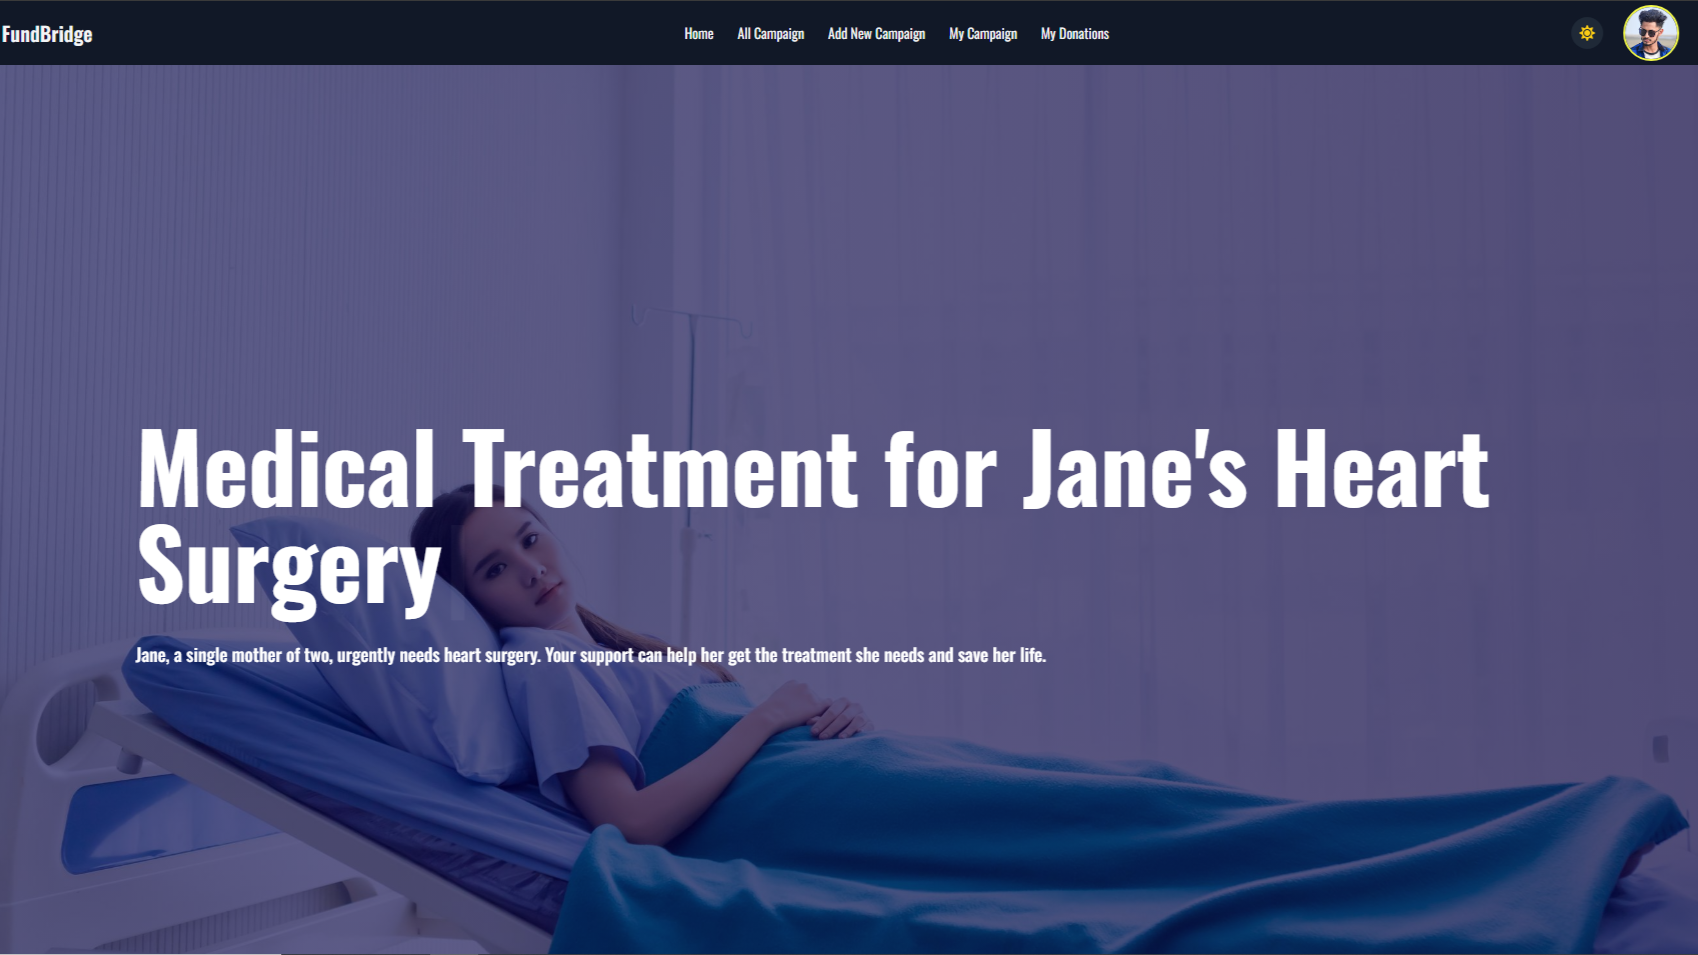 FundBridge
Home All Campaign Add New Campaign My Campaign My Donations
Medical Treatment for Jane's Heart
Surgery
Jane, a single mother of two, urgently needs heart surgery. Your support can help her get the treatment she needs and save her life.